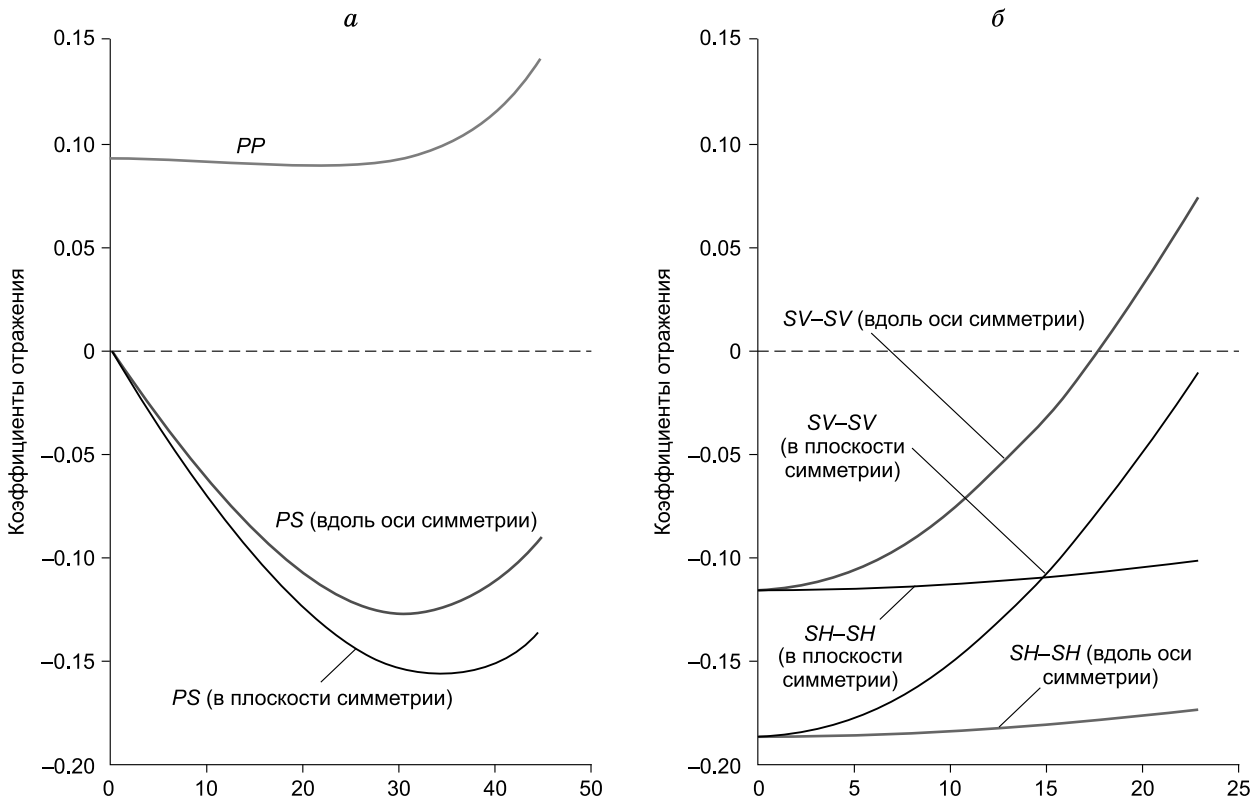 а
Коэффициенты отражения
0.15
0.10
0.05
0
–0.05
–0.10
–0.15
–0.20
PP
PS (вдоль оси симметрии)
PS (в плоскости симметрии)
0
10
20
30
40
50
б
Коэффициенты отражения
0.15
0.10
0.05
0
–0.05
–0.10
–0.15
–0.20
SV–SV (вдоль оси симметрии)
SV–SV
(в плоскости
симметрии)
SH–SH
(в плоскости
симметрии)
SH–SH (вдоль оси
симметрии)
0
5
10
15
20
25